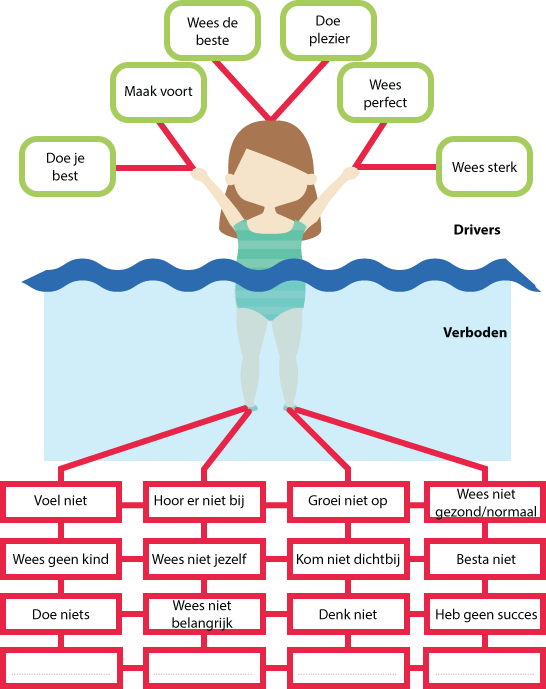 Wees de
beste
Doe
plezier
Maak voort
Wees
perfect
Doe je
best
Wees sterk
Drivers
Verboden
Voel niet
Hoor er niet bij
Groei niet op
Wees niet
gezond/normaal
Wees geen kind
Wees niet jezelf
Kom niet dichtbij
Besta niet
Doe niets
Wees niet
belangrijk
Denk niet
Heb geen succes